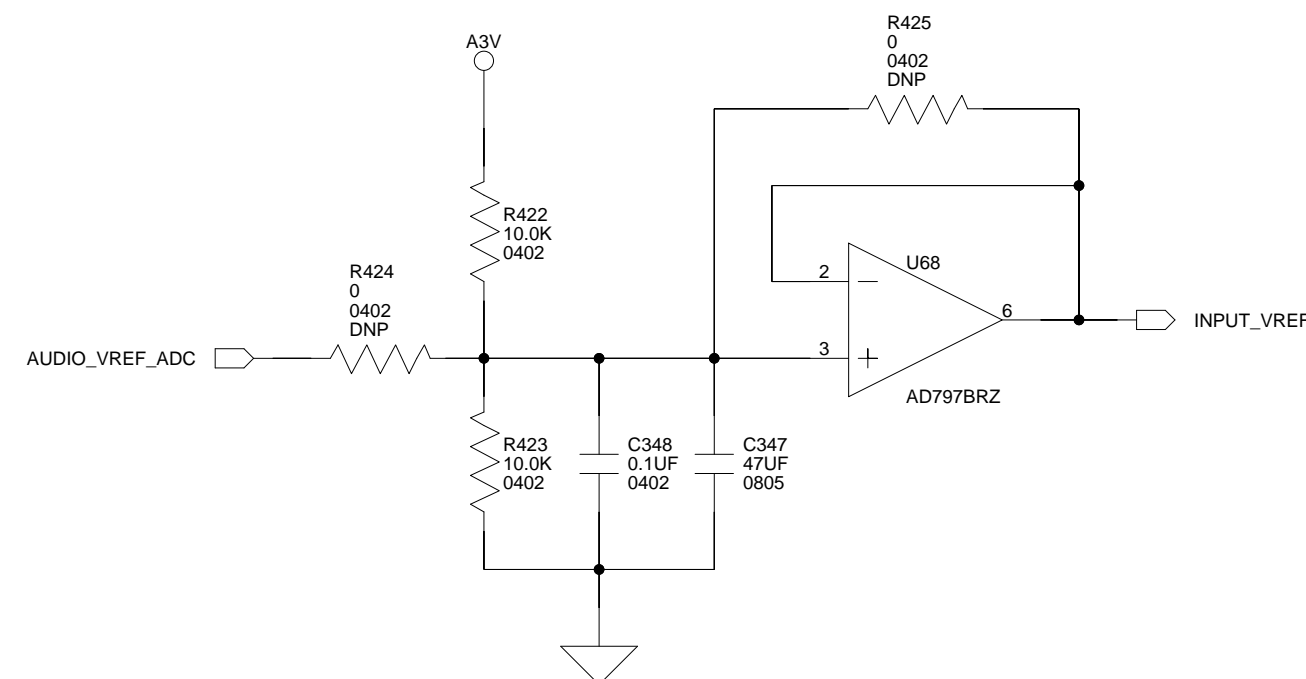 R425
0
0402
DNP
A3V
R422
10.0K
0402
R424
0
0402
DNP
AUDIO_VREF_ADC
2
U68
6
INPUT_VREF
3
AD797BRZ
R423
10.0K
0402
C348
0.1UF
0402
C347
47UF
0805